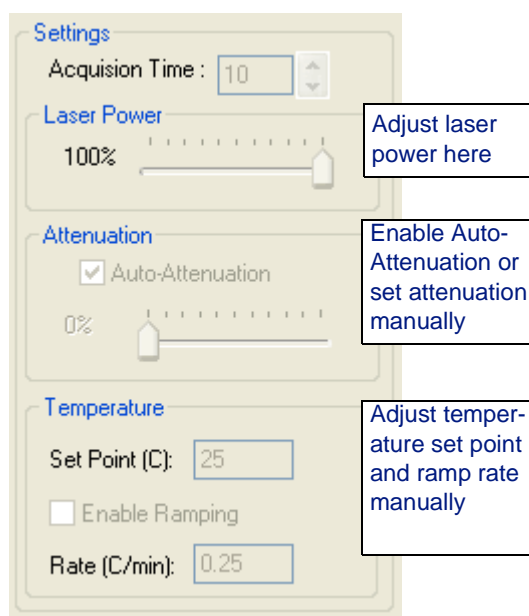 Settings
Acquision Time : 10
Laser Power
100%
Adjust laser
power here
Attenuation
Auto-Attenuation
0%
Enable Auto-
Attenuation or
set attenuation
manually
Temperature
Set Point (C): 25
Enable Ramping
Rate (C/min): 0.25
Adjust temper-
ature set point
and ramp rate
manually